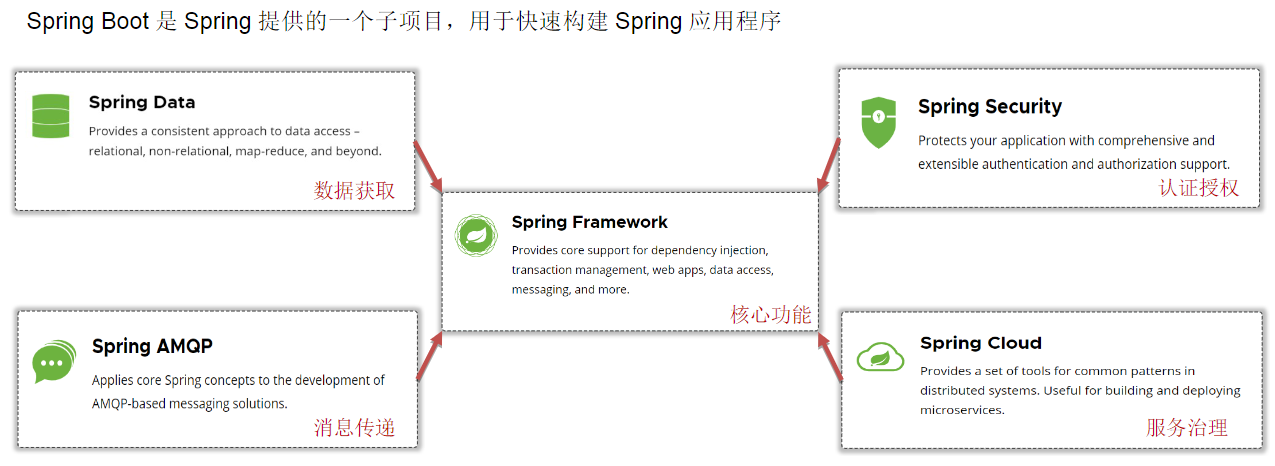 Spring Boot 是 Spring 提供的一个子项目，用于快速构建 Spring 应用程序
Spring Data
Provides a consistent approach to data access –
relational, non-relational, map-reduce, and beyond.
数据获取
Spring Security
Protects your application with comprehensive and
extensible authentication and authorization support.
认证授权
Spring Framework
Provides core support for dependency injection,
transaction management, web apps, data access,
messaging, and more.
核心功能
Spring AMQP
Applies core Spring concepts to the development of
AMQP-based messaging solutions.
消息传递
Spring Cloud
Provides a set of tools for common patterns in
distributed systems. Useful for building and deploying
microservices.
服务治理